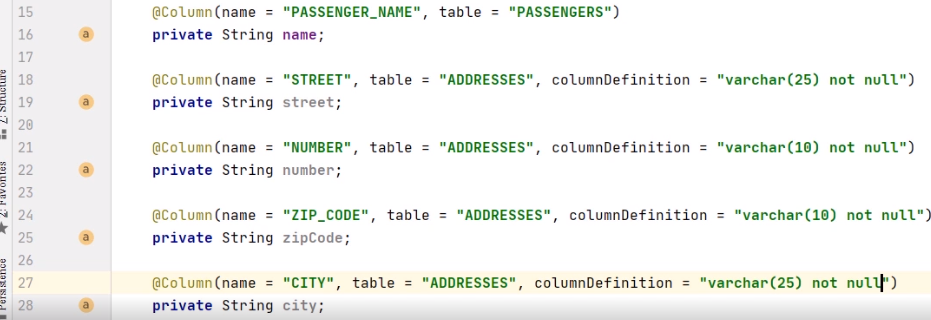 15 @Column(name = "PASSENGER_NAME", table = "PASSENGERS")
16 a private String name;
17
18 @Column(name = "STREET", table = "ADDRESSES", columnDefinition = "varchar(25) not null")
19 a private String street;
20
21 @Column(name = "NUMBER", table = "ADDRESSES", columnDefinition = "varchar(10) not null")
22 a private String number;
23
24 @Column(name = "ZIP_CODE", table = "ADDRESSES", columnDefinition = "varchar(10) not null")
25 a private String zipCode;
26
27 @Column(name = "CITY", table = "ADDRESSES", columnDefinition = "varchar(25) not null")
28 a private String city;
Z: Structure
2: Favorites
Persistence